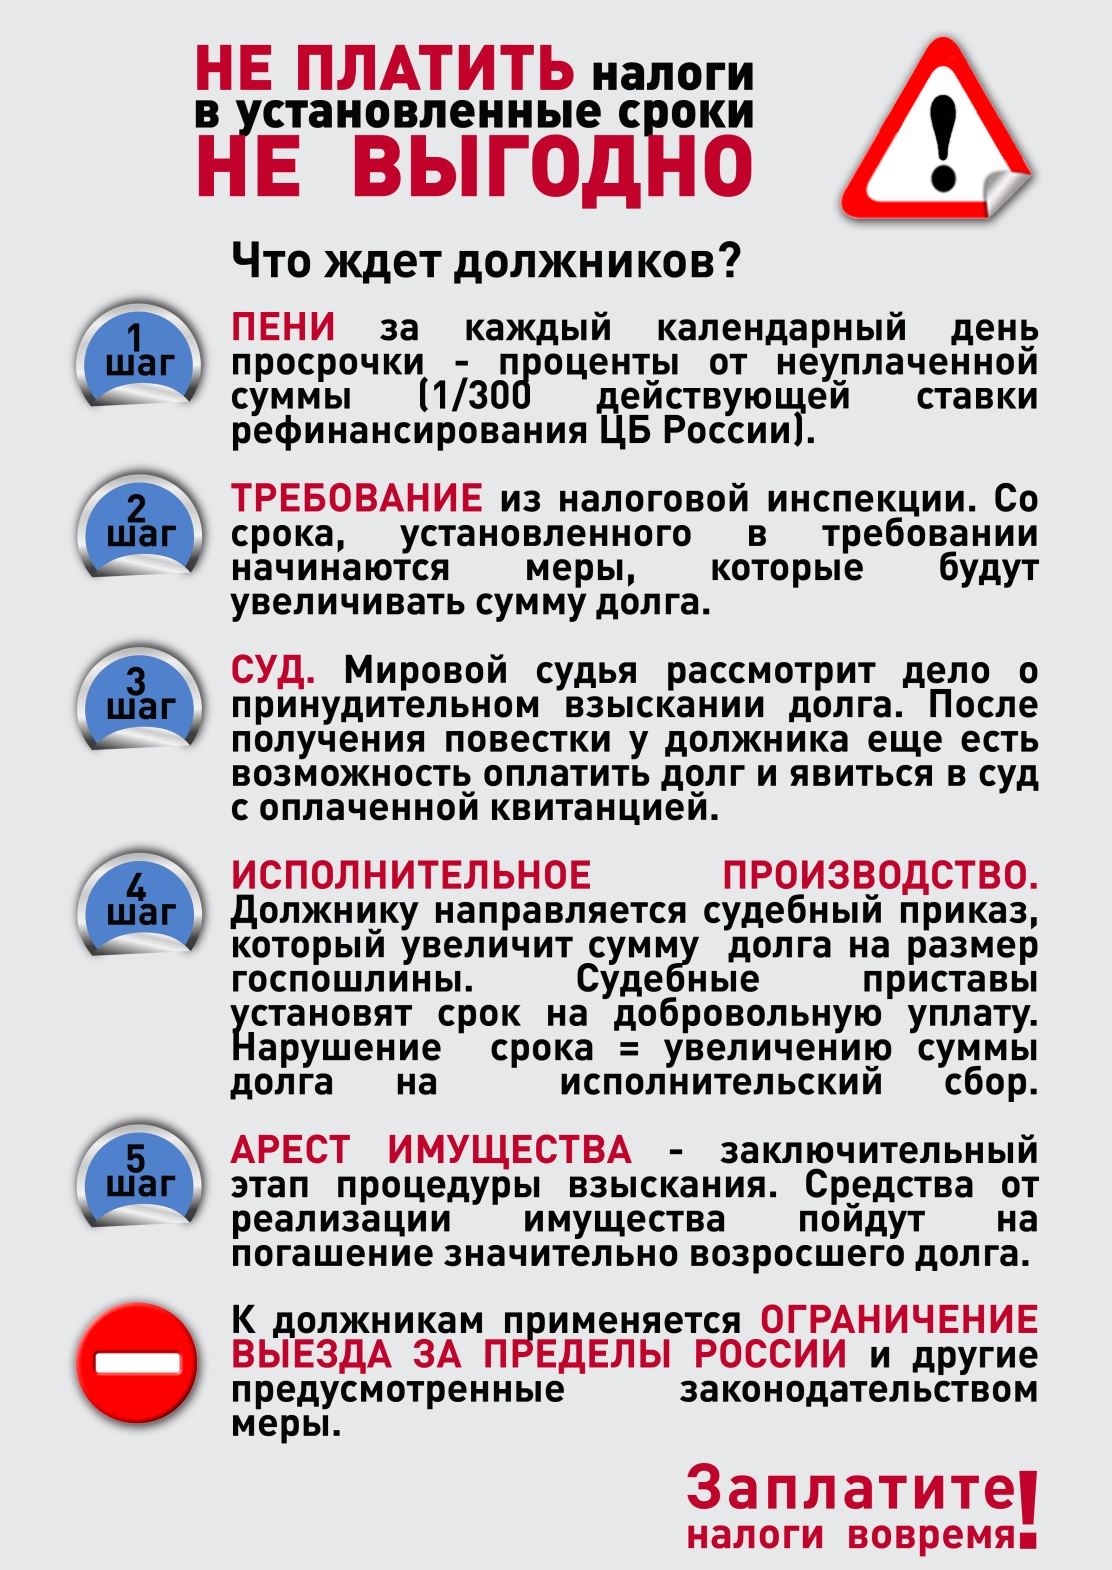 НЕ ПЛАТИТЬ налоги
в установленные сроки
НЕ ВЫГОДНО
Что ждет должников?
1
шаг
ПЕНИ за каждый календарный день
просрочки - проценты от неуплаченной
суммы (1/300 действующей ставки
рефинансирования ЦБ России).
2
шаг
ТРЕБОВАНИЕ из налоговой инспекции. Со
срока, установленного в требовании
начинаются меры, которые будут
увеличивать сумму долга.
3
шаг
СУД. Мировой судья рассмотрит дело о
принудительном взыскании долга. После
получения повестки у должника еще есть
возможность оплатить долг и явиться в суд
с оплаченной квитанцией.
4
шаг
ИСПОЛНИТЕЛЬНОЕ ПРОИЗВОДСТВО.
Должнику направляется судебный приказ,
который увеличит сумму долга на размер
госпошлины. Судебные приставы
установят срок на добровольную уплату.
Нарушение срока = увеличению суммы
долга на исполнительский сбор.
5
шаг
АРЕСТ ИМУЩЕСТВА - заключительный
этап процедуры взыскания. Средства от
реализации имущества пойдут на
погашение значительно возросшего долга.
К должникам применяется ОГРАНИЧЕНИЕ
ВЫЕЗДА ЗА ПРЕДЕЛЫ РОССИИ и другие
предусмотренные законодательством
меры.
Заплатите
налоги вовремя!